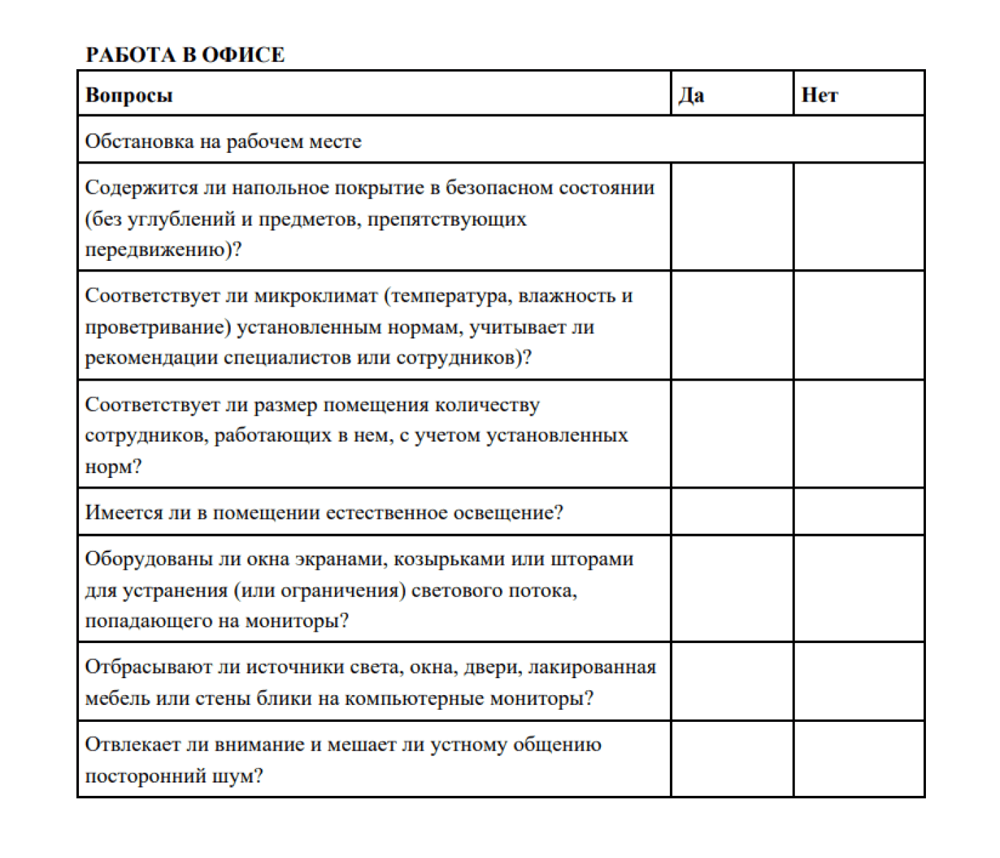 РАБОТА В ОФИСЕ
Вопросы Да Нет
Обстановка на рабочем месте
Содержится ли напольное покрытие в безопасном состоянии
(без углублений и предметов, препятствующих
передвижению)?
Соответствует ли микроклимат (температура, влажность и
проветривание) установленным нормам, учитывает ли
рекомендации специалистов или сотрудников)?
Соответствует ли размер помещения количеству
сотрудников, работающих в нем, с учетом установленных
норм?
Имеется ли в помещении естественное освещение?
Оборудованы ли окна экранами, козырьками или шторами
для устранения (или ограничения) светового потока,
попадающего на мониторы?
Отбрасывают ли источники света, окна, двери, лакированная
мебель или стены блики на компьютерные мониторы?
Отвлекает ли внимание и мешает ли устному общению
посторонний шум?